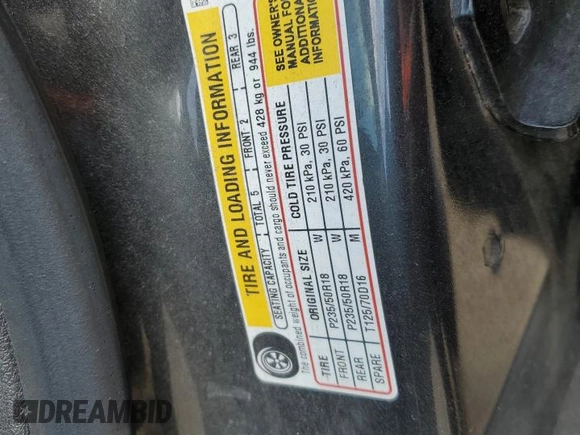 TIRE AND LOADING INFORMATION
SEATING CAPACITY TOTAL 5 FRONT 2 REAR 3
The combined weight of occupants and cargo should never exceed 428 kg or 944 lbs.
TIRE ORIGINAL SIZE COLD TIRE PRESSURE
FRONT P235/50R18 W 210 kPa, 30 PSI
REAR P235/50R18 W 210 kPa, 30 PSI
SPARE T125/70D16 M 420 kPa, 60 PSI
SEE OWNER'S
MANUAL FOR
ADDITIONAL
INFORMATION
DREAMBID